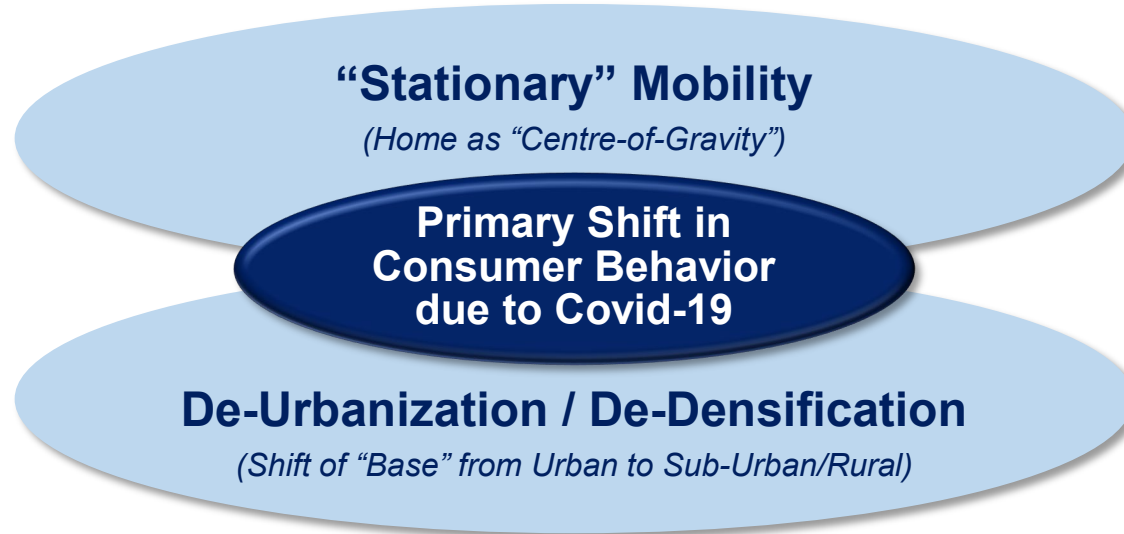 “Stationary” Mobility
(Home as “Centre-of-Gravity”)
Primary Shift in
Consumer Behavior
due to Covid-19
De-Urbanization / De-Densification
(Shift of “Base” from Urban to Sub-Urban/Rural)